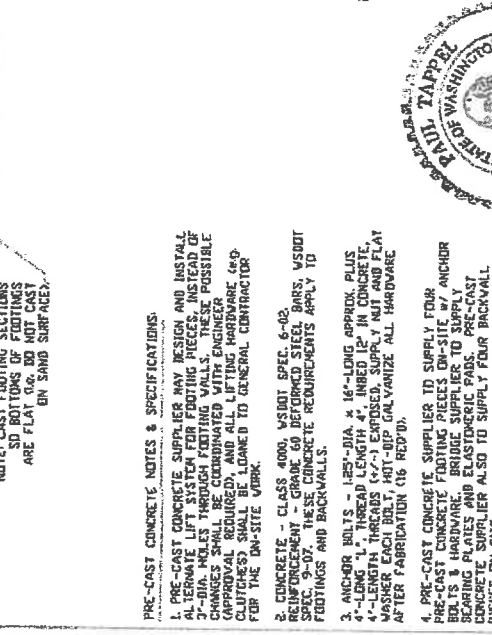 NOTE: CAST FOOTING SECTIONS
SO BOTTOMS OF FOOTINGS
ARE FLAT (i.e. DO NOT CAST
ON SAND SURFACE).
PRE-CAST CONCRETE NOTES & SPECIFICATIONS:
1. PRE-CAST CONCRETE SUPPLIER MAY DESIGN AND INSTALL
ALTERNATE LIFT SYSTEM FOR FOOTING PIECES, INSTEAD OF
3"-DIA. HOLES THROUGH FOOTING WALLS. THESE POSSIBLE
CHANGES SHALL BE COORDINATED WITH ENGINEER
(APPROVAL REQUIRED), AND ALL LIFTING HARDWARE (e.g.
CLUTCHES) SHALL BE LOANED TO GENERAL CONTRACTOR
FOR THE ON-SITE WORK.
2. CONCRETE - CLASS 4000, WSDOT SPEC. 6-02.
REINFORCEMENT - GRADE 60 DEFORMED STEEL BARS, WSDOT
SPEC. 9-07. THESE CONCRETE REQUIREMENTS APPLY TO
FOOTINGS AND BACKWALLS.
3. ANCHOR BOLTS - 1.25"-DIA. x 16"-LONG APPROX. PLUS
4"-LONG "L", THREAD LENGTH 4", INBED 12" IN CONCRETE,
4"-LENGTH THREADS (+/-) EXPOSED. SUPPLY NUT AND FLAT
WASHER EACH BOLT, HOT-DIP GALVANIZE ALL HARDWARE
AFTER FABRICATION (16 REQ'D).
4. PRE-CAST CONCRETE SUPPLIER TO SUPPLY FOUR
PRE-CAST CONCRETE FOOTING PIECES ON-SITE w/ ANCHOR
BOLTS & HARDWARE. BRIDGE SUPPLIER TO SUPPLY
BEARING PLATES AND ELASTOMERIC PADS. PRE-CAST
CONCRETE SUPPLIER ALSO TO SUPPLY FOUR BACKWALL
PAUL TAPPEL
STATE OF WASHINGTON